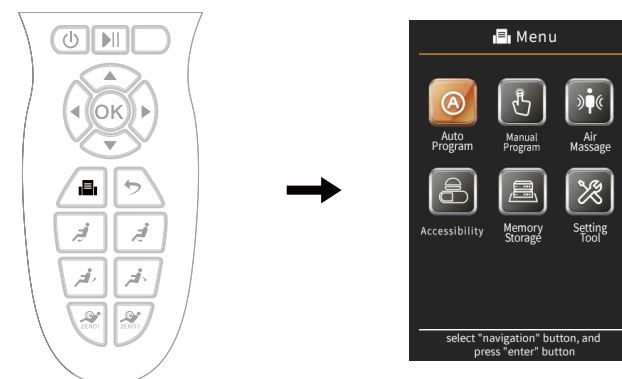 OK
ZERO
ZERO
Menu
Auto
Program
Manual
Program
Air
Massage
Accessibility
Memory
Storage
Setting
Tool
select "navigation" button, and
press "enter" button